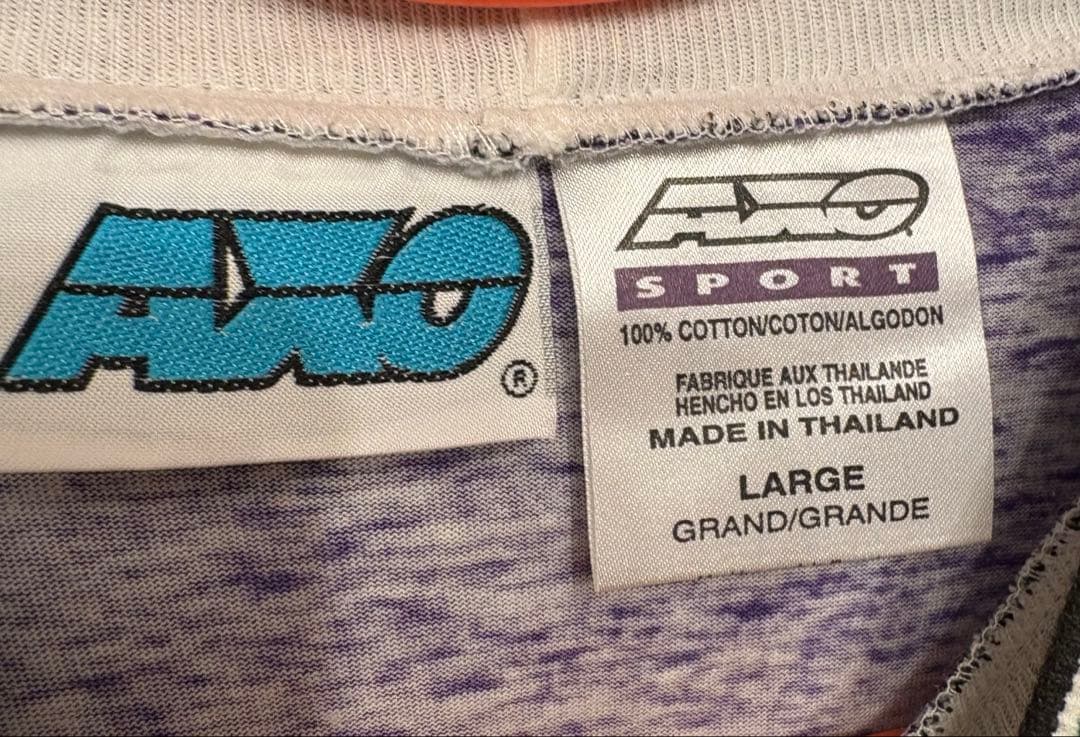 AXO
®
AXO
SPORT
100% COTTON/COTON/ALGODON
FABRIQUE AUX THAILANDE
HENCHO EN LOS THAILAND
MADE IN THAILAND
LARGE
GRAND/GRANDE